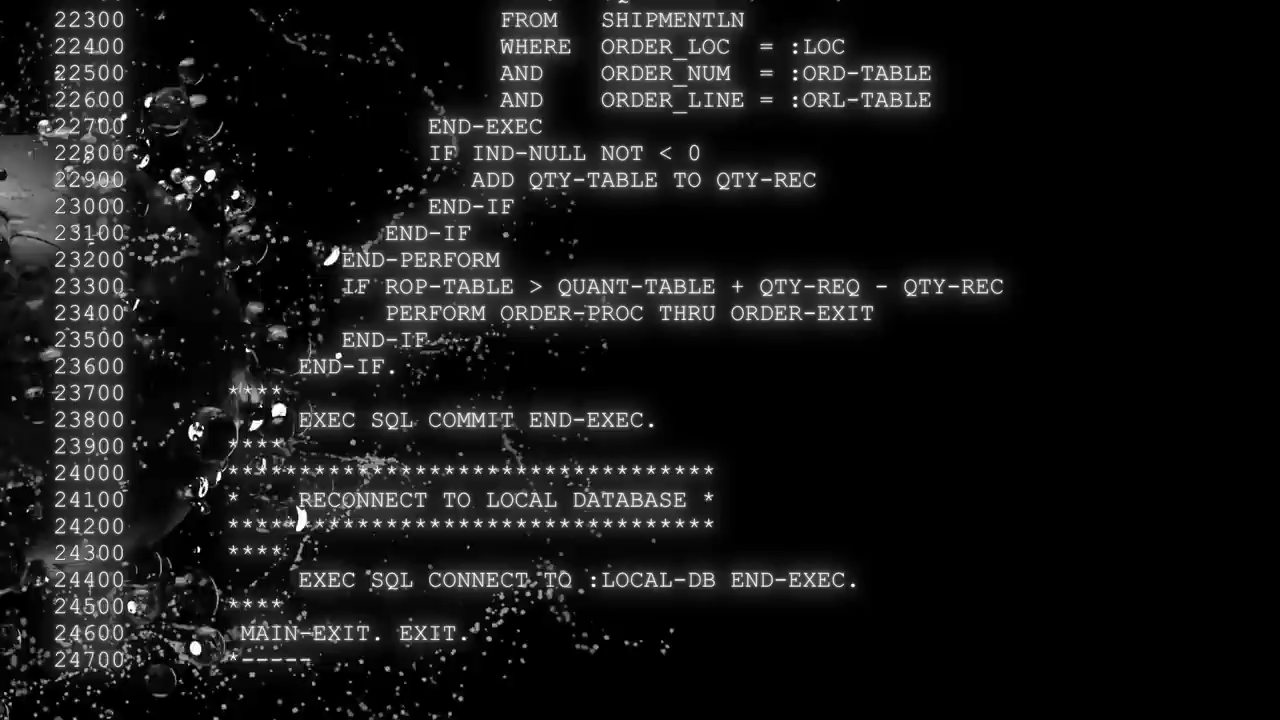 22300 FROM SHIPMENTLN
22400 WHERE ORDER_LOC = :LOC
22500 AND ORDER_NUM = :ORD-TABLE
22600 AND ORDER_LINE = :ORL-TABLE
22700 END-EXEC
22800 IF IND-NULL NOT < 0
22900 ADD QTY-TABLE TO QTY-REC
23000 END-IF
23100 END-IF
23200 END-PERFORM
23300 IF ROP-TABLE > QUANT-TABLE + QTY-REQ - QTY-REC
23400 PERFORM ORDER-PROC THRU ORDER-EXIT
23500 END-IF
23600 END-IF.
23700 ****
23800 EXEC SQL COMMIT END-EXEC.
23900 ****
24000 **********************************
24100 * RECONNECT TO LOCAL DATABASE *
24200 **********************************
24300 ****
24400 EXEC SQL CONNECT TO :LOCAL-DB END-EXEC.
24500 ****
24600 MAIN-EXIT. EXIT.
24700 *-----